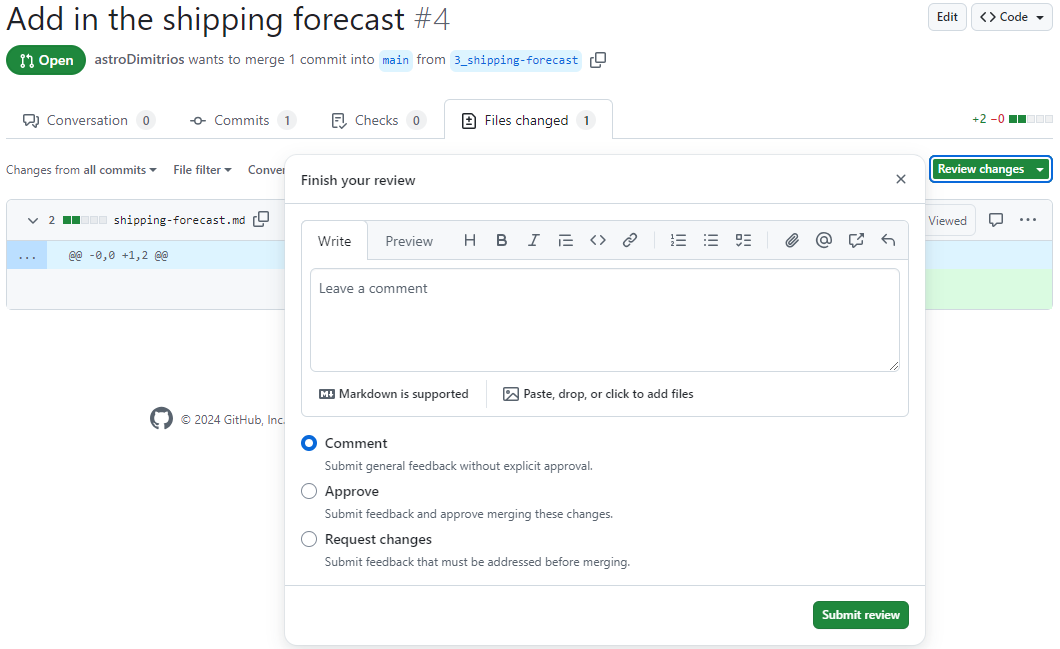 Add in the shipping forecast #4
Edit
Code
Open
astroDimitrios wants to merge 1 commit into main from 3_shipping-forecast
Conversation 0
Commits 1
Checks 0
Files changed 1
+2 −0
Changes from all commits
File filter
Conver
Review changes
Finish your review
2 shipping-forecast.md
Viewed
Write
Preview
... @@ -0,0 +1,2 @@
Leave a comment
Markdown is supported
Paste, drop, or click to add files
© 2024 GitHub, Inc.
Comment
Submit general feedback without explicit approval.
Approve
Submit feedback and approve merging these changes.
Request changes
Submit feedback that must be addressed before merging.
Submit review